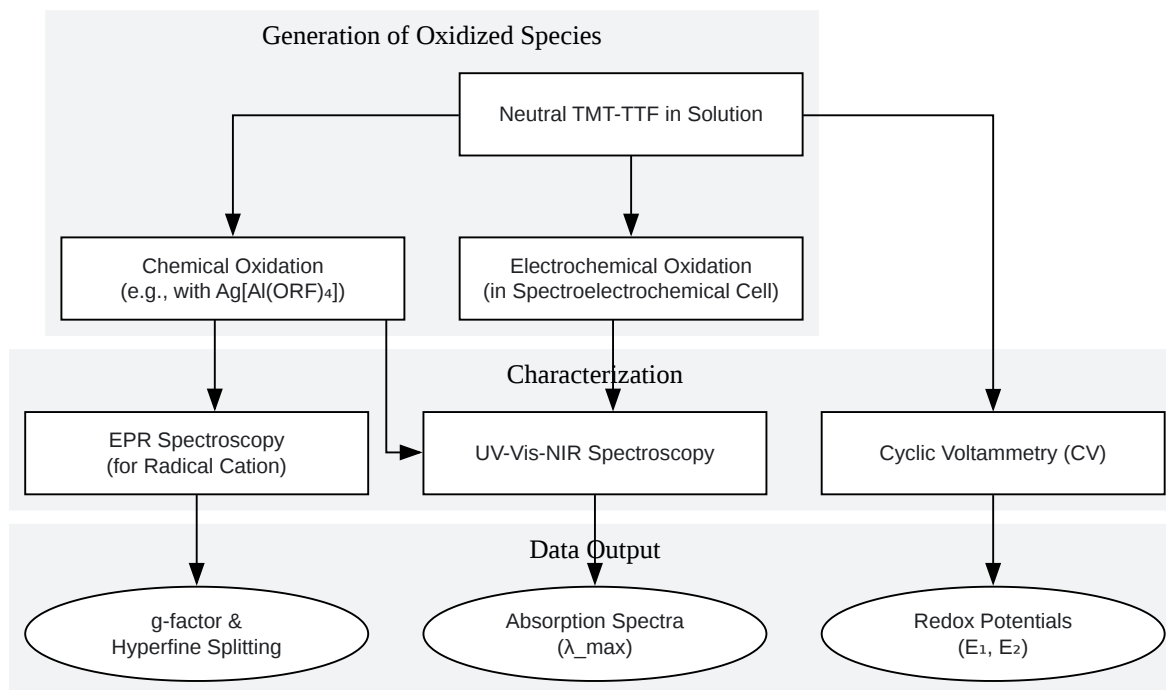 Generation of Oxidized Species
Neutral TMT-TTF in Solution
Chemical Oxidation
(e.g., with Ag[Al(ORF)₄])
Electrochemical Oxidation
(in Spectroelectrochemical Cell)
Characterization
EPR Spectroscopy
(for Radical Cation)
UV-Vis-NIR Spectroscopy
Cyclic Voltammetry (CV)
Data Output
g-factor &
Hyperfine Splitting
Absorption Spectra
(λ_max)
Redox Potentials
(E₁, E₂)